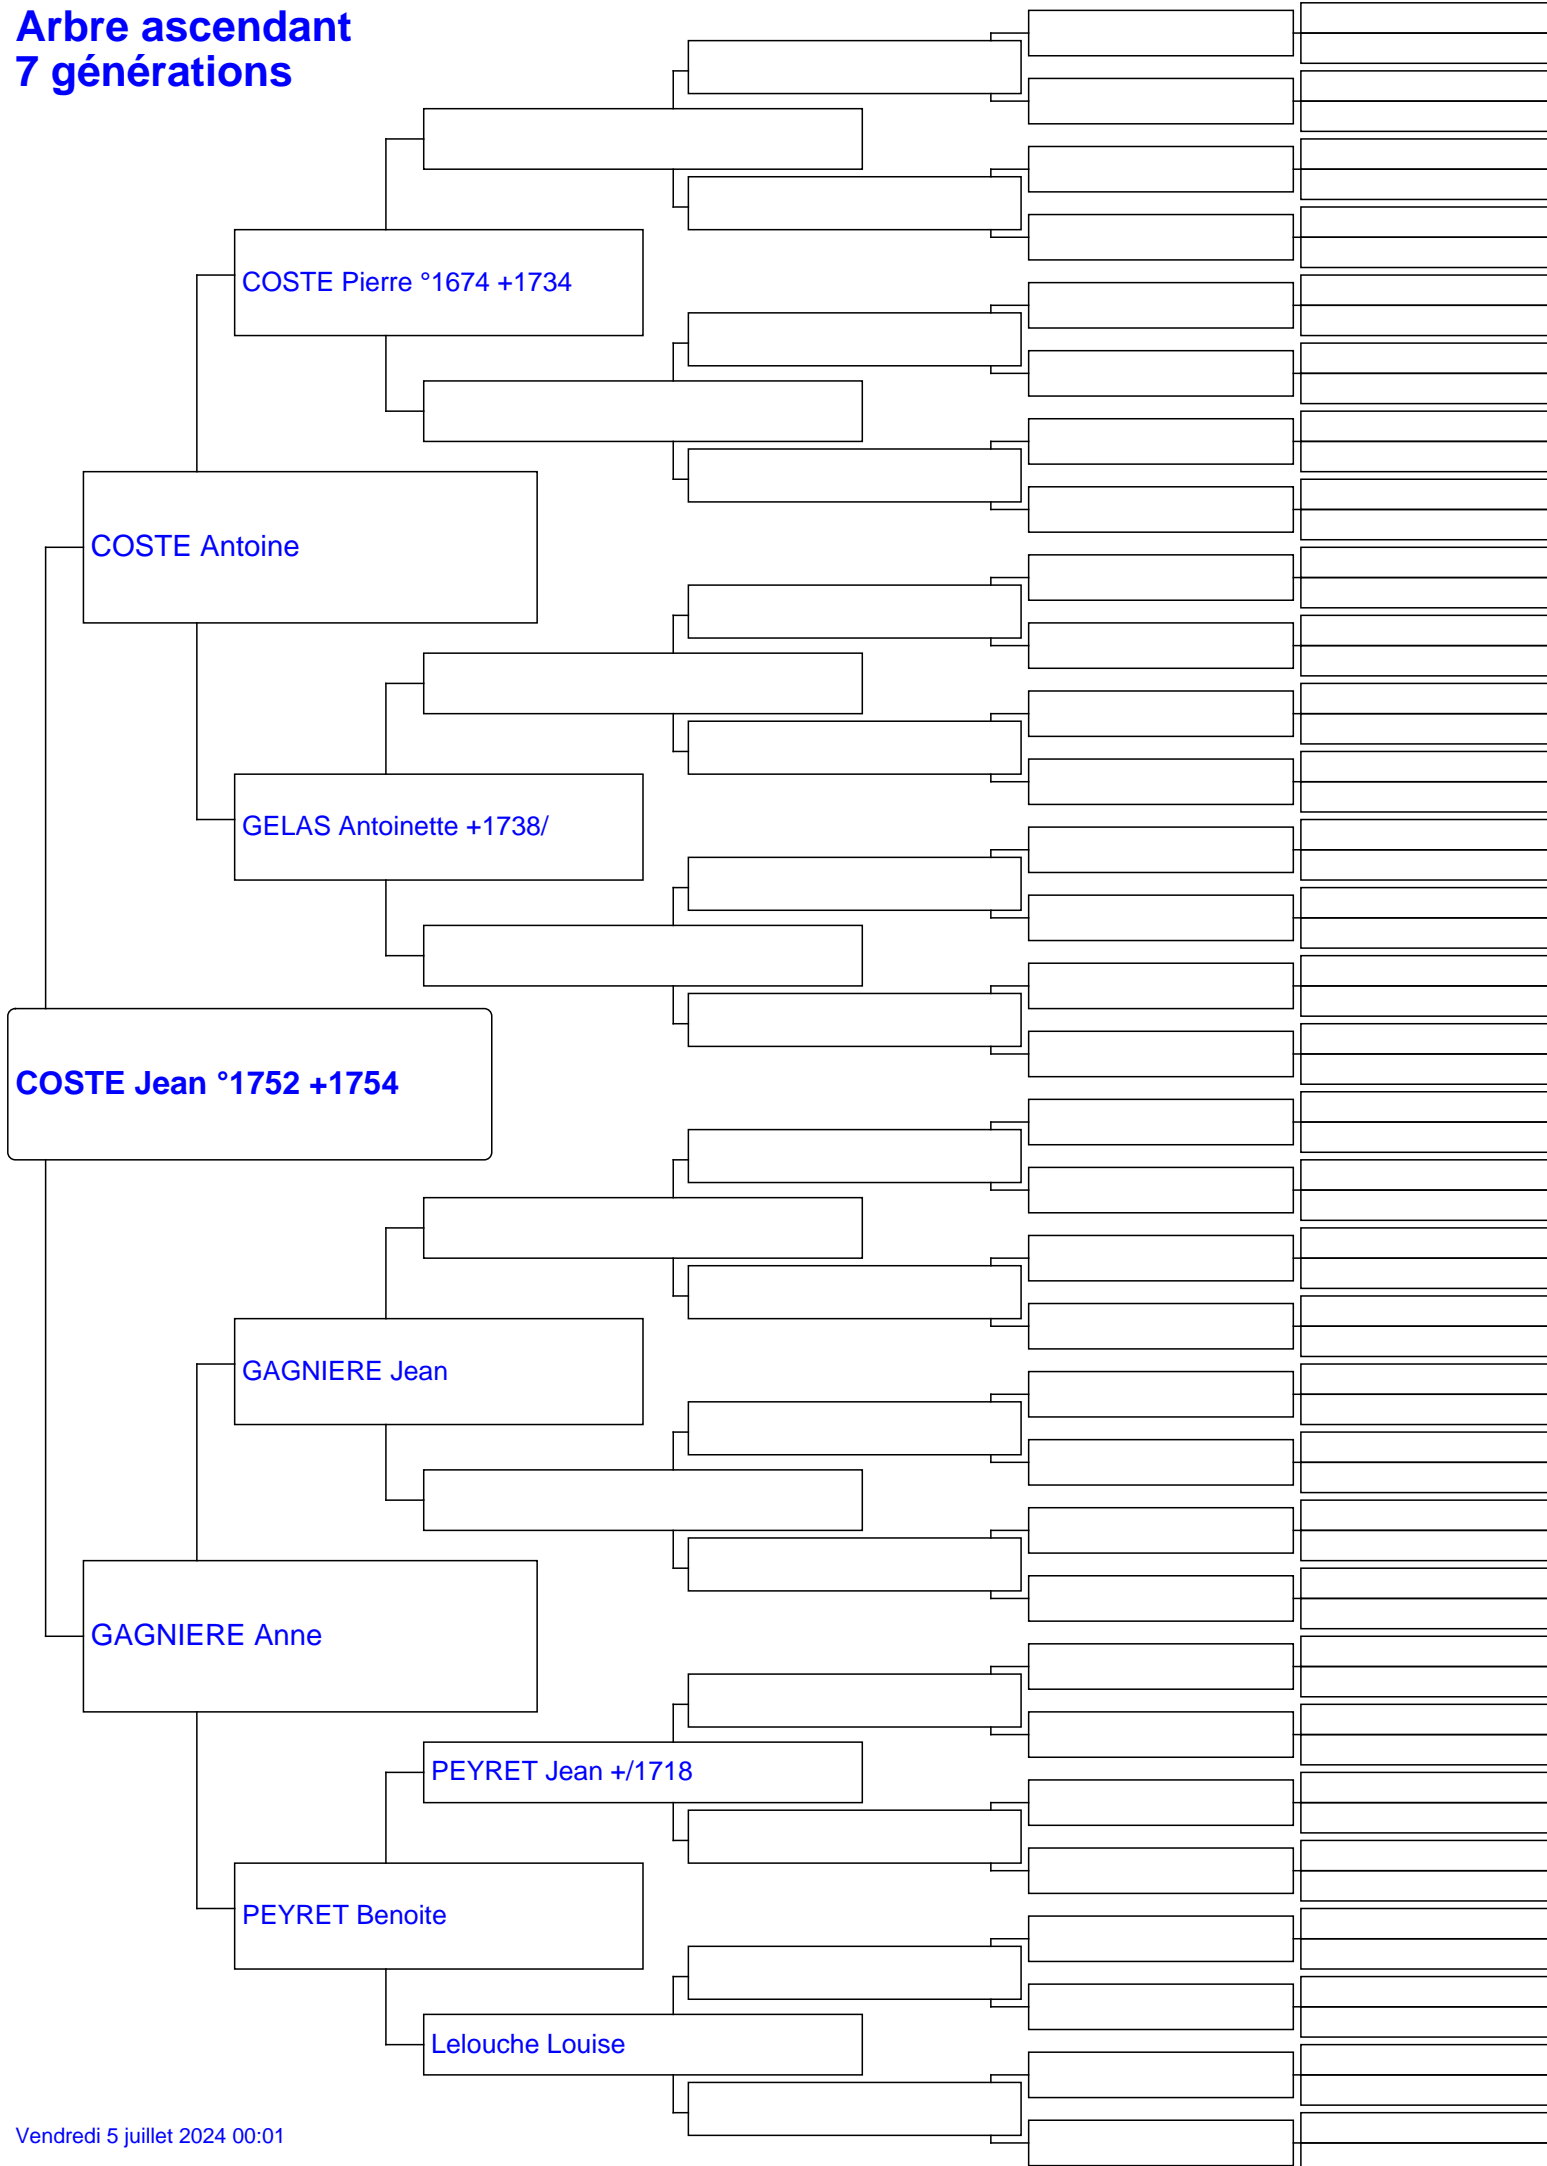 Arbre ascendant
7 générations
COSTE Pierre °1674 +1734
COSTE Antoine
GELAS Antoinette +1738/
COSTE Jean °1752 +1754
GAGNIERE Jean
GAGNIERE Anne
PEYRET Jean +/1718
PEYRET Benoite
Lelouche Louise
Vendredi 5 juillet 2024 00:01